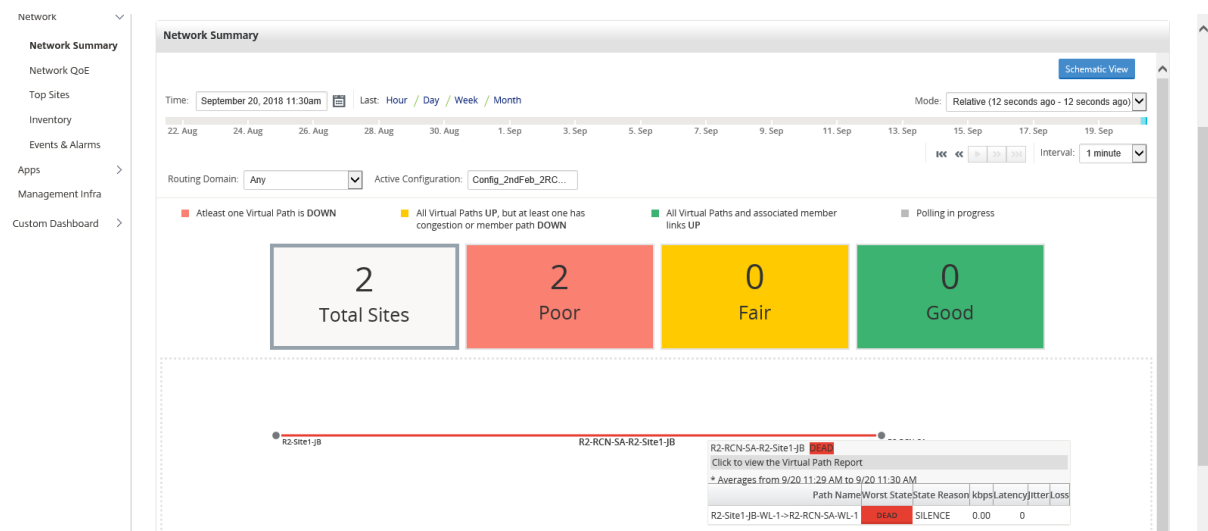 Network
Network Summary
Network QoE
Top Sites
Inventory
Events & Alarms
Apps
Management Infra
Custom Dashboard
Network Summary
Schematic View
Time: September 20, 2018 11:30am Last: Hour / Day / Week / Month Mode: Relative (12 seconds ago - 12 seconds ago)
22. Aug 24. Aug 26. Aug 28. Aug 30. Aug 1. Sep 3. Sep 5. Sep 7. Sep 9. Sep 11. Sep 13. Sep 15. Sep 17. Sep 19. Sep
Interval: 1 minute
Routing Domain: Any Active Configuration: Config_2ndFeb_2RC...
Atleast one Virtual Path is DOWN
All Virtual Paths UP, but at least one has
congestion or member path DOWN
All Virtual Paths and associated member
links UP
Polling in progress
2
Total Sites
2
Poor
0
Fair
0
Good
R2-Site1-JB
R2-RCN-SA-R2-Site1-JB
R2-RCN-SA-R2-Site1-JB DEAD
Click to view the Virtual Path Report
* Averages from 9/20 11:29 AM to 9/20 11:30 AM
Path Name Worst State State Reason kbps Latency Jitter Loss
R2-Site1-JB-WL-1->R2-RCN-SA-WL-1 DEAD SILENCE 0.00 0